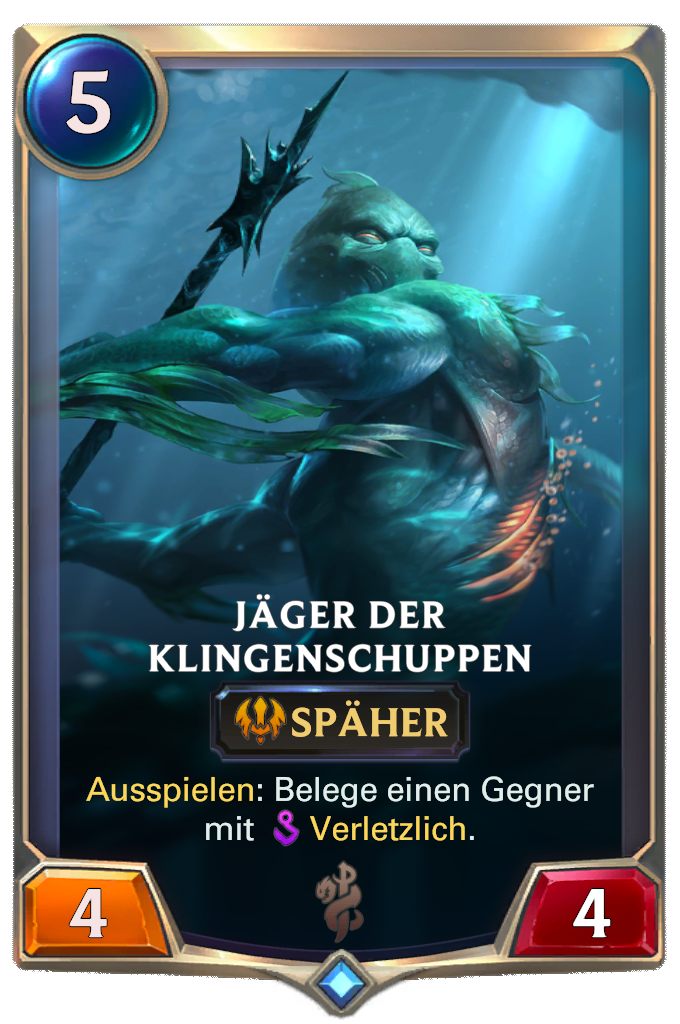 5
JÄGER DER
KLINGENSCHUPPEN
SPÄHER
Ausspielen: Belege einen Gegner
mit Verletzlich.
4 4